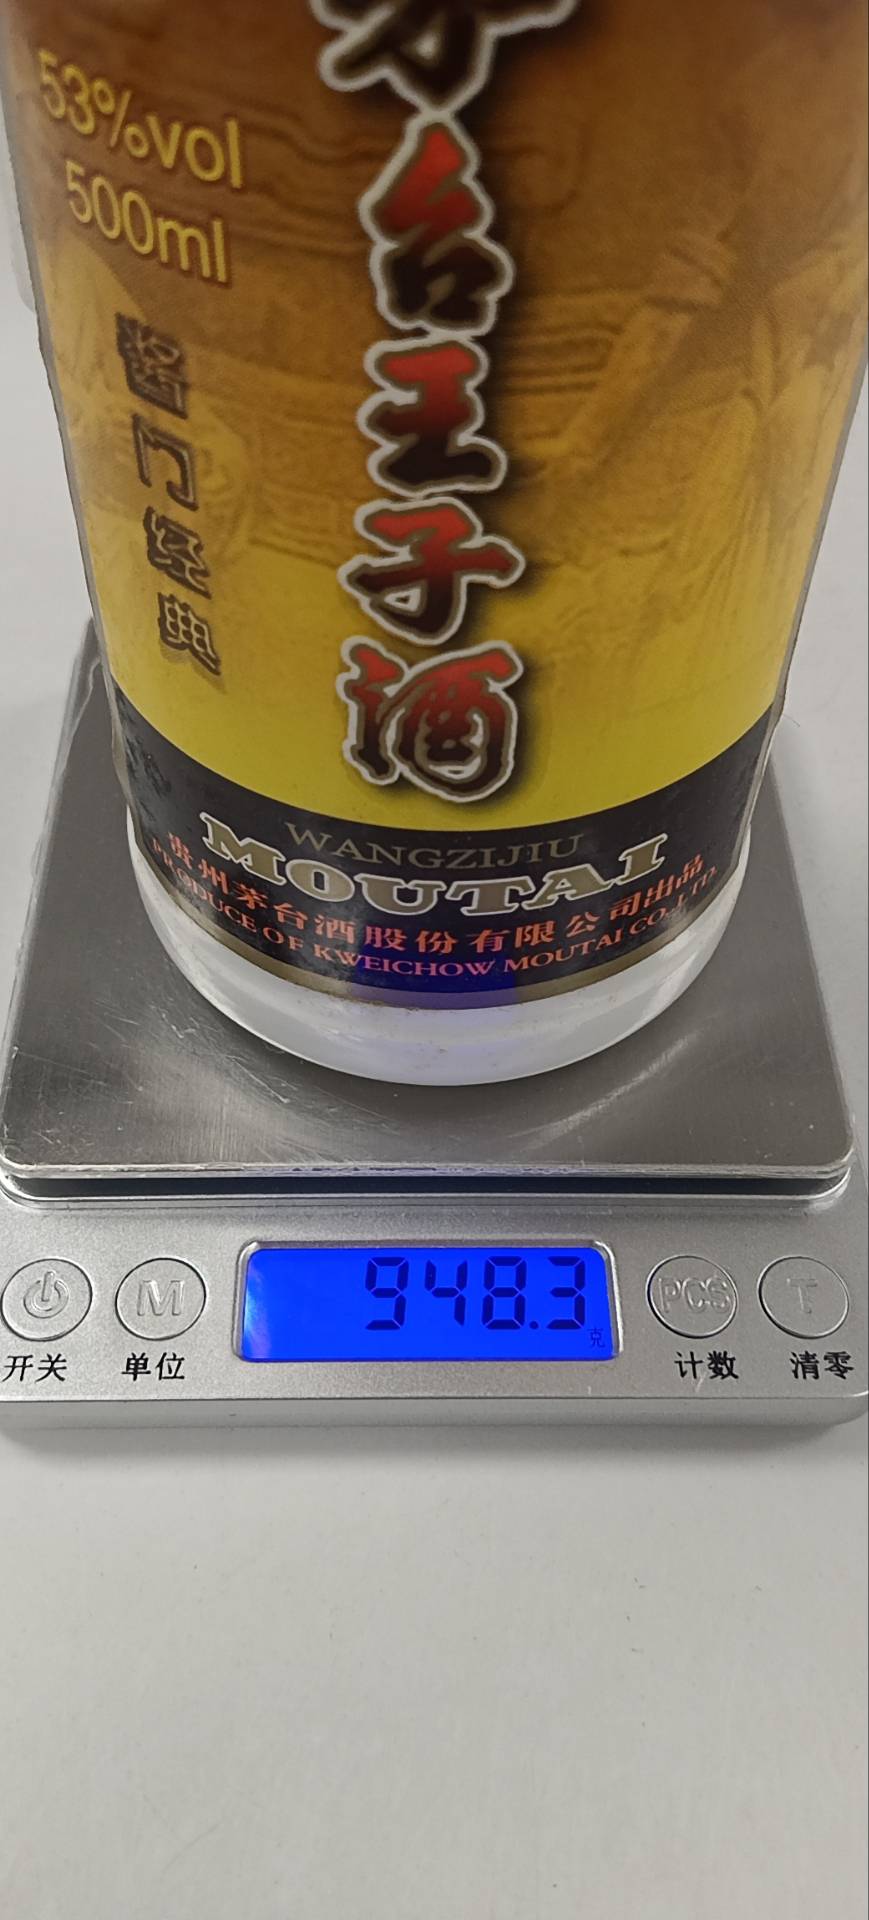 53%vol
500ml
酱门经典
茅台王子酒
WANGZIJIU
MOUTAI
贵州茅台酒股份有限公司出品
PRODUCE OF KWEICHOW MOUTAI CO.,LTD.
948.3
克
M
PCS
T
开关
单位
计数
清零